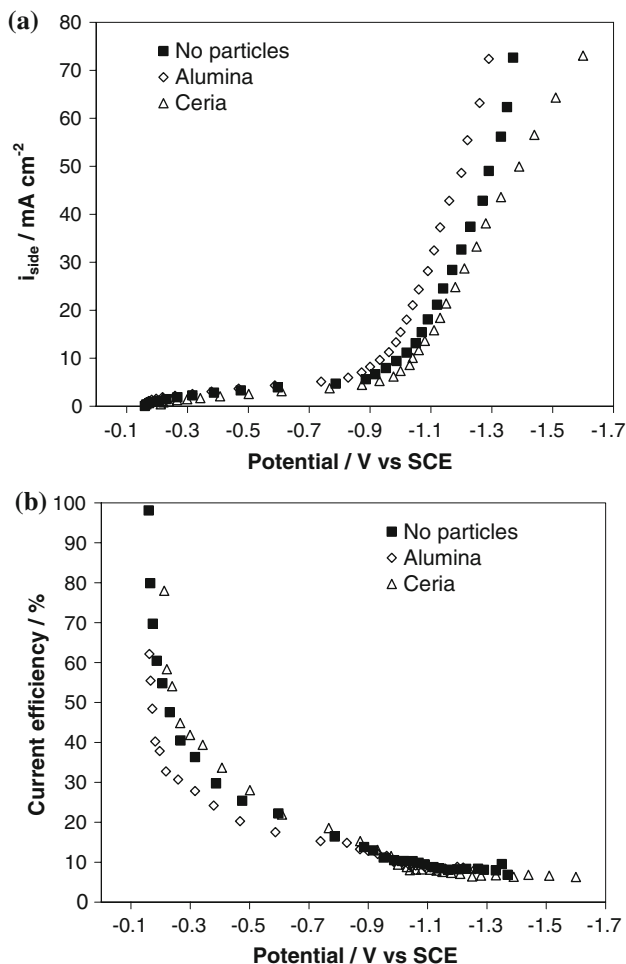 (a)
80
70
60
50
40
30
20
10
0
i_side / mA cm⁻²
No particles
Alumina
Ceria
-0.1 -0.3 -0.5 -0.7 -0.9 -1.1 -1.3 -1.5 -1.7
Potential / V vs SCE
(b)
100
90
80
70
60
50
40
30
20
10
0
Current efficiency / %
No particles
Alumina
Ceria
-0.1 -0.3 -0.5 -0.7 -0.9 -1.1 -1.3 -1.5 -1.7
Potential / V vs SCE